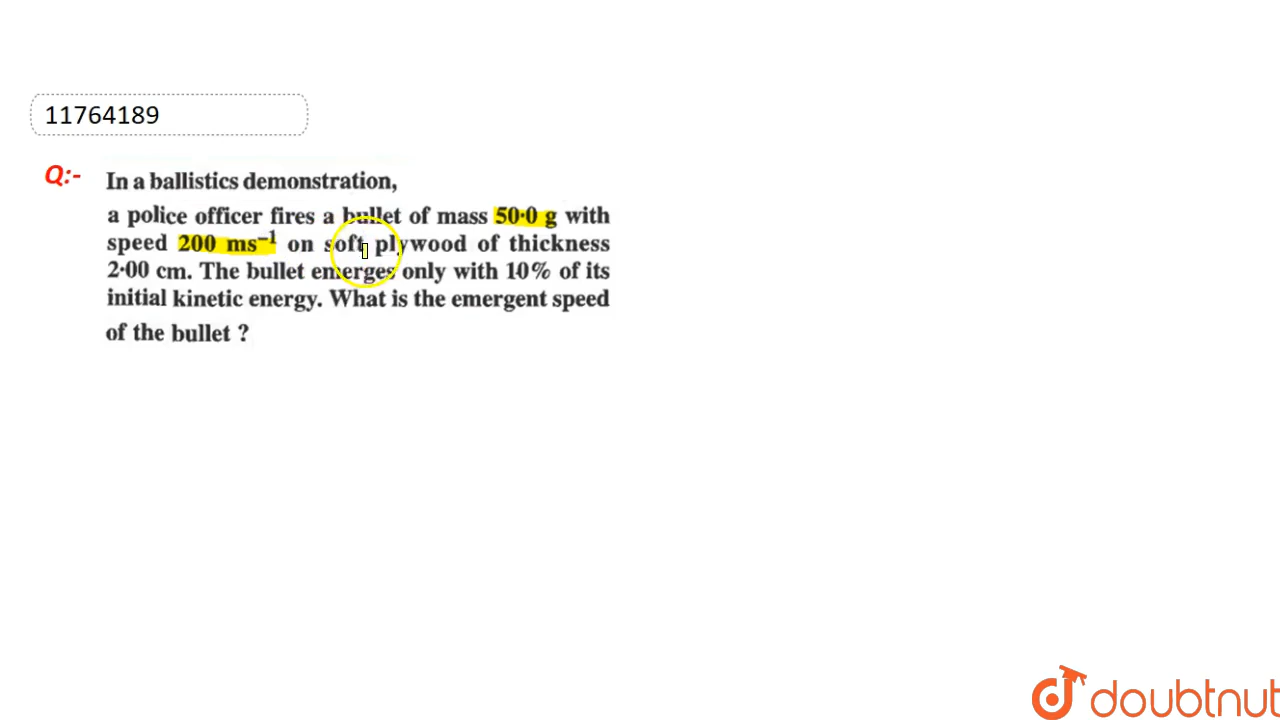 11764189
Q:- In a ballistics demonstration,
a police officer fires a bullet of mass 50·0 g with
speed 200 ms⁻¹ on soft plywood of thickness
2·00 cm. The bullet emerges only with 10% of its
initial kinetic energy. What is the emergent speed
of the bullet ?
doubtnut